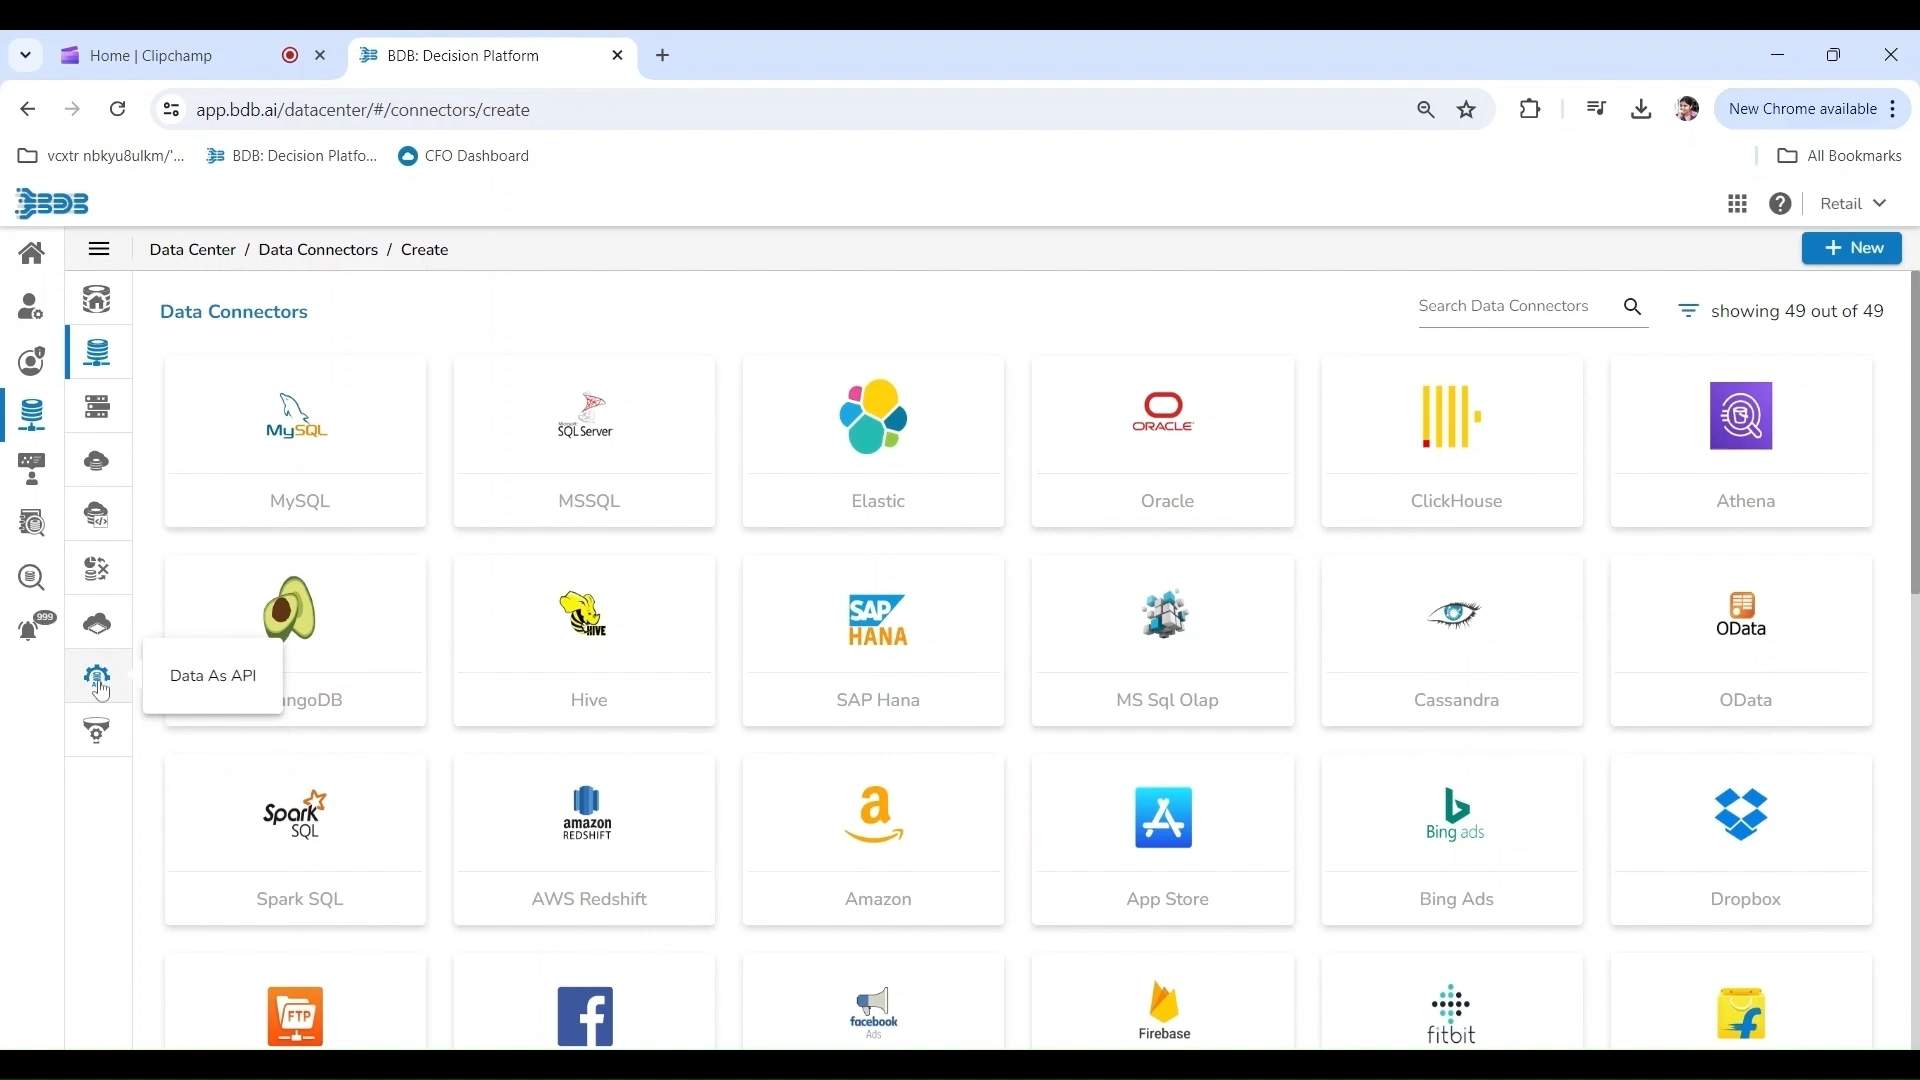 Home | Clipchamp
BDB: Decision Platform
app.bdb.ai/datacenter/#/connectors/create
New Chrome available
vcxtr nbkyu8ulkm/'...
BDB: Decision Platfo...
CFO Dashboard
All Bookmarks
BDB
Retail
Data Center / Data Connectors / Create
+ New
Data Connectors
Search Data Connectors
showing 49 out of 49
MySQL
Microsoft
SQL Server
ORACLE
MySQL
MSSQL
Elastic
Oracle
ClickHouse
Athena
HIVE
SAP
HANA
OData
999
Data As API
ngoDB
Hive
SAP Hana
MS Sql Olap
Cassandra
OData
Spark
SQL
amazon
REDSHIFT
a
Bing ads
Spark SQL
AWS Redshift
Amazon
App Store
Bing Ads
Dropbox
FTP
f
facebook
Ads
Firebase
fitbit
f